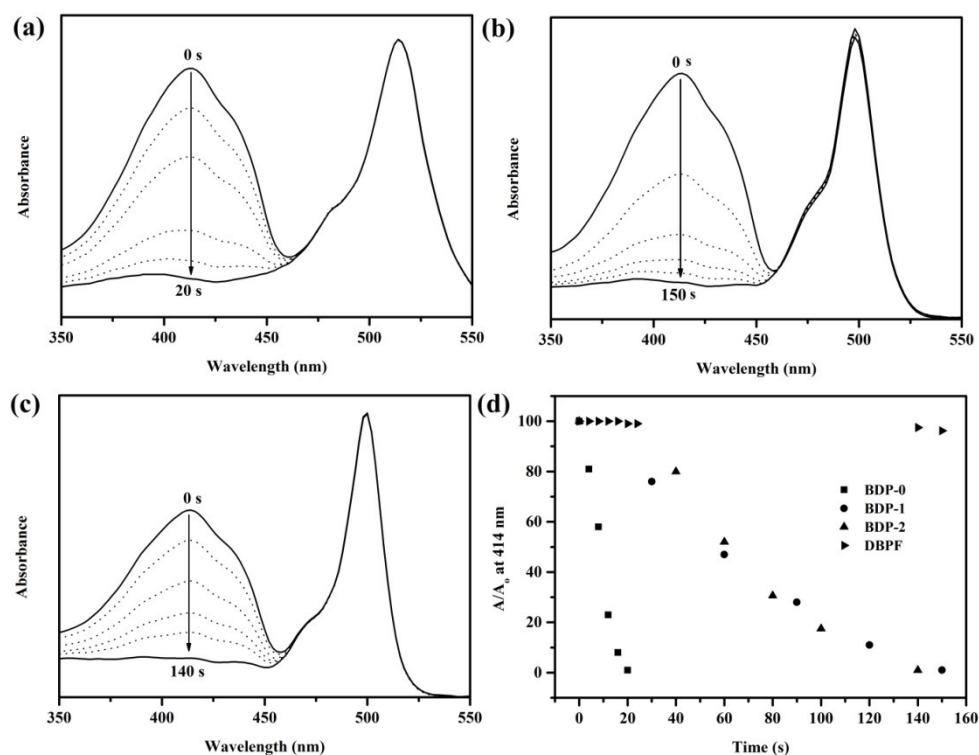 (a)
0 s
20 s
Absorbance
350 400 450 500 550
Wavelength (nm)
(b)
0 s
150 s
Absorbance
350 400 450 500 550
Wavelength (nm)
(c)
0 s
140 s
Absorbance
350 400 450 500 550
Wavelength (nm)
(d)
100
80
60
40
20
0
A/Ao at 414 nm
BDP-0
BDP-1
BDP-2
DBPF
0 20 40 60 80 100 120 140 160
Time (s)